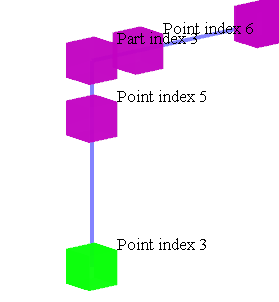 Point index 6
Part index 3
Point index 5
Point index 3